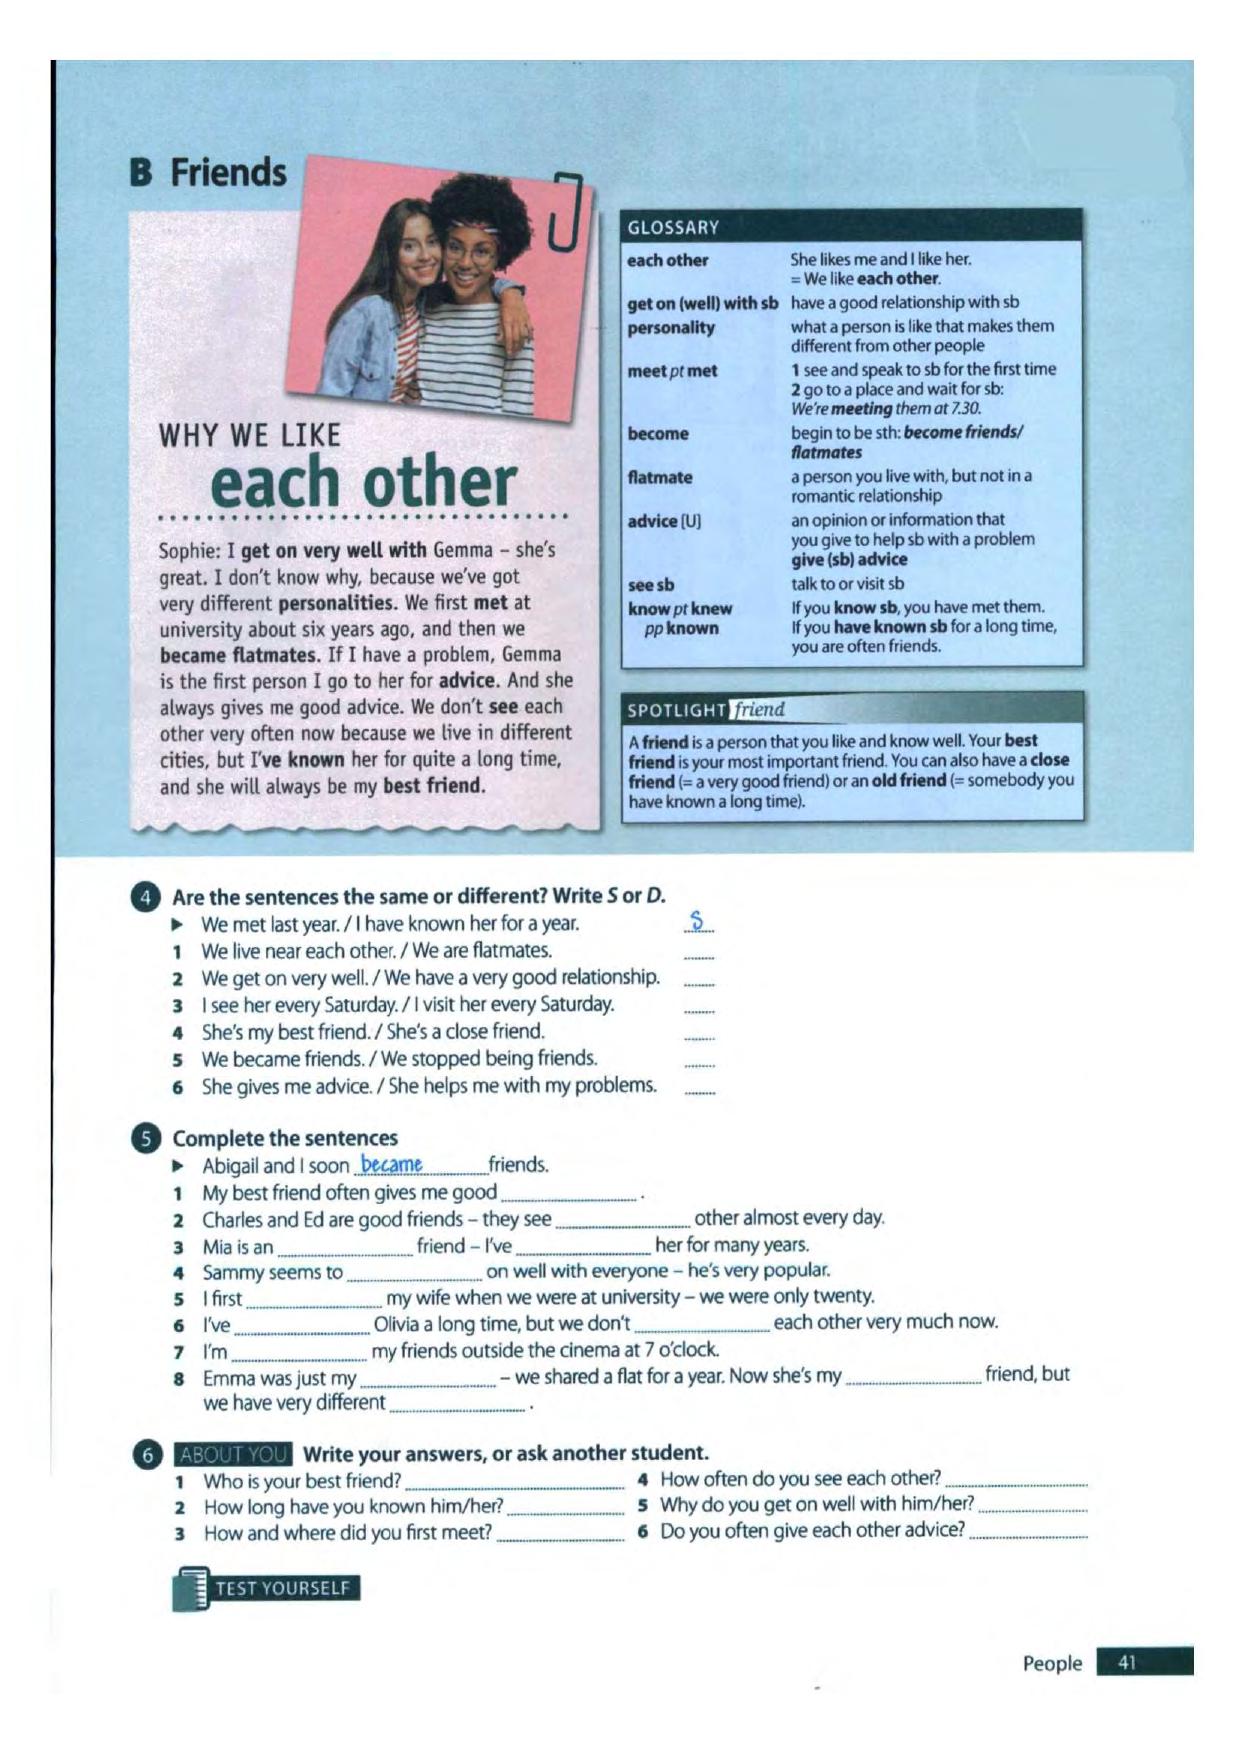 B Friends
WHY WE LIKE
each other
Sophie: I get on very well with Gemma – she's
great. I don't know why, because we've got
very different personalities. We first met at
university about six years ago, and then we
became flatmates. If I have a problem, Gemma
is the first person I go to her for advice. And she
always gives me good advice. We don't see each
other very often now because we live in different
cities, but I've known her for quite a long time,
and she will always be my best friend.
GLOSSARY
each other She likes me and I like her.
= We like each other.
get on (well) with sb have a good relationship with sb
personality what a person is like that makes them
different from other people
meet pt met 1 see and speak to sb for the first time
2 go to a place and wait for sb:
We're meeting them at 7.30.
become begin to be sth: become friends/
flatmates
flatmate a person you live with, but not in a
romantic relationship
advice [U] an opinion or information that
you give to help sb with a problem
give (sb) advice
see sb talk to or visit sb
know pt knew If you know sb, you have met them.
pp known If you have known sb for a long time,
you are often friends.
SPOTLIGHT friend
A friend is a person that you like and know well. Your best
friend is your most important friend. You can also have a close
friend (= a very good friend) or an old friend (= somebody you
have known a long time).
4 Are the sentences the same or different? Write S or D.
▶ We met last year. / I have known her for a year. S
1 We live near each other. / We are flatmates. ........
2 We get on very well. / We have a very good relationship. ........
3 I see her every Saturday. / I visit her every Saturday. ........
4 She's my best friend. / She's a close friend. ........
5 We became friends. / We stopped being friends. ........
6 She gives me advice. / She helps me with my problems. ........
5 Complete the sentences
▶ Abigail and I soon became friends.
1 My best friend often gives me good ........ .
2 Charles and Ed are good friends – they see ........ other almost every day.
3 Mia is an ........ friend – I've ........ her for many years.
4 Sammy seems to ........ on well with everyone – he's very popular.
5 I first ........ my wife when we were at university – we were only twenty.
6 I've ........ Olivia a long time, but we don't ........ each other very much now.
7 I'm ........ my friends outside the cinema at 7 o'clock.
8 Emma was just my ........ – we shared a flat for a year. Now she's my ........ friend, but
we have very different ........ .
6 ABOUT YOU Write your answers, or ask another student.
1 Who is your best friend? ........
2 How long have you known him/her? ........
3 How and where did you first meet? ........
4 How often do you see each other? ........
5 Why do you get on well with him/her? ........
6 Do you often give each other advice? ........
TEST YOURSELF
People 41